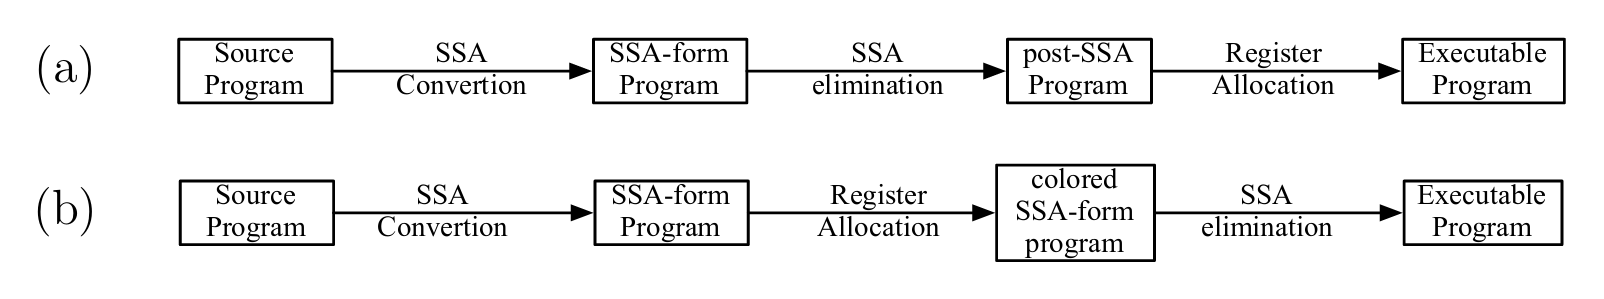 (a)
Source
Program
SSA
Convertion
SSA-form
Program
SSA
elimination
post-SSA
Program
Register
Allocation
Executable
Program
(b)
Source
Program
SSA
Convertion
SSA-form
Program
Register
Allocation
colored
SSA-form
program
SSA
elimination
Executable
Program